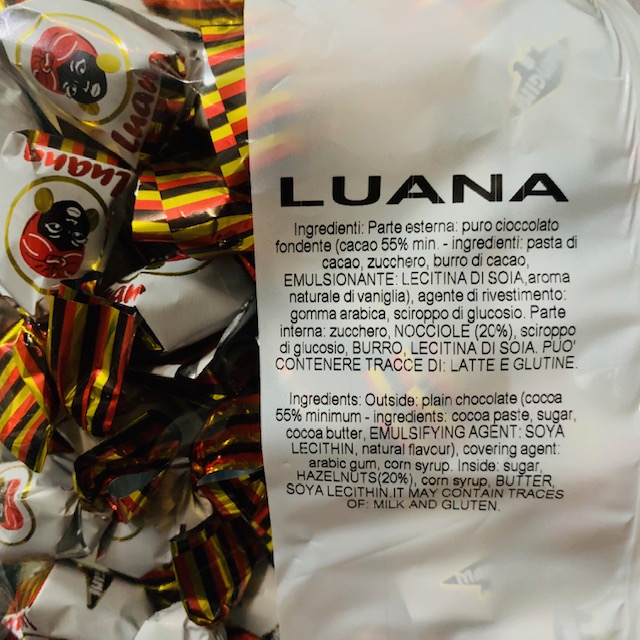 Luana
Luana
LUANA
Ingredienti: Parte esterna: puro cioccolato
fondente (cacao 55% min. - ingredienti: pasta di
cacao, zucchero, burro di cacao,
EMULSIONANTE: LECITINA DI SOIA,aroma
naturale di vaniglia), agente di rivestimento:
gomma arabica, sciroppo di glucosio. Parte
interna: zucchero, NOCCIOLE (20%), sciroppo
di glucosio, BURRO, LECITINA DI SOIA. PUO'
CONTENERE TRACCE DI: LATTE E GLUTINE.
Ingredients: Outside: plain chocolate (cocoa
55% minimum - ingredients: cocoa paste, sugar,
cocoa butter, EMULSIFYING AGENT: SOYA
LECITHIN, natural flavour), covering agent:
arabic gum, corn syrup. Inside: sugar,
HAZELNUTS(20%), corn syrup, BUTTER,
SOYA LECITHIN.IT MAY CONTAIN TRACES
OF: MILK AND GLUTEN.